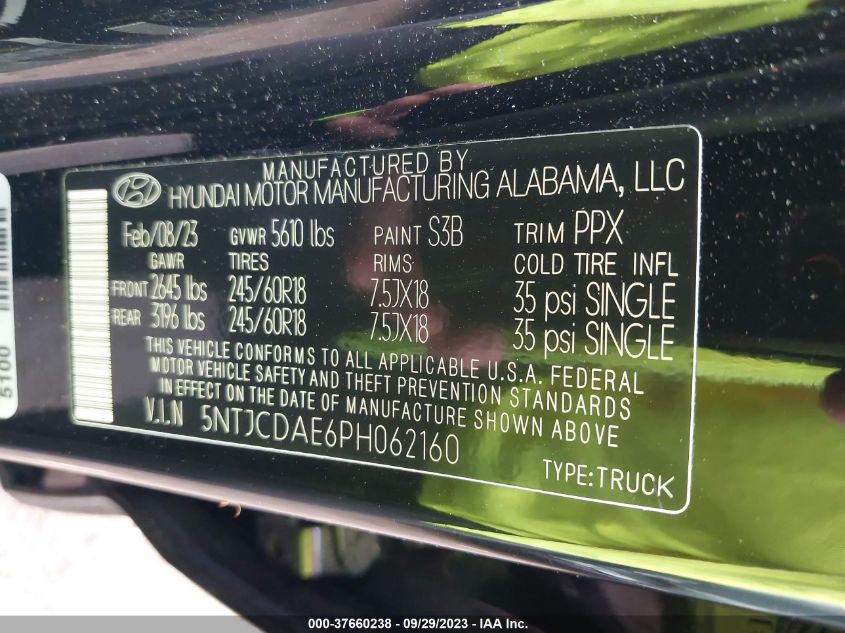 MANUFACTURED BY
HYUNDAI MOTOR MANUFACTURING ALABAMA, LLC
Feb/08/23 GVWR 5610 lbs PAINT S3B TRIM PPX
GAWR TIRES RIMS COLD TIRE INFL
FRONT 2645 lbs 245/60R18 7.5JX18 35 psi SINGLE
REAR 3196 lbs 245/60R18 7.5JX18 35 psi SINGLE
THIS VEHICLE CONFORMS TO ALL APPLICABLE U.S.A. FEDERAL
MOTOR VEHICLE SAFETY AND THEFT PREVENTION STANDARDS
IN EFFECT ON THE DATE OF MANUFACTURE SHOWN ABOVE.
V.I.N 5NTJCDAE6PH062160
TYPE:TRUCK
5100
000-37660238 - 09/29/2023 - © IAA Inc.